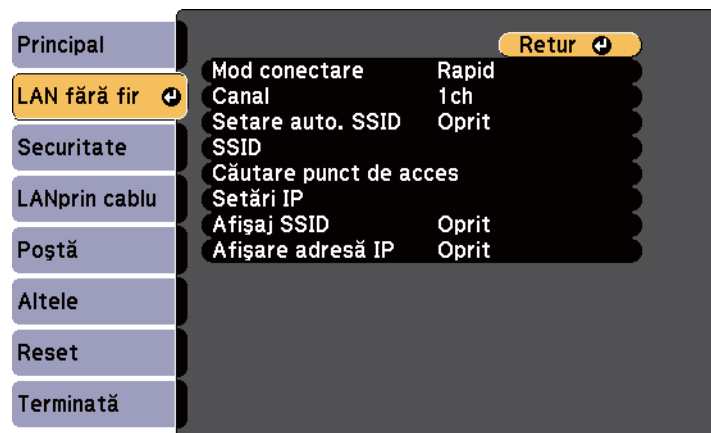 Principal
LAN fără fir
Securitate
LANprin cablu
Poştă
Altele
Reset
Terminată
Retur
Mod conectare Rapid
Canal 1ch
Setare auto. SSID Oprit
SSID
Căutare punct de acces
Setări IP
Afişaj SSID Oprit
Afişare adresă IP Oprit